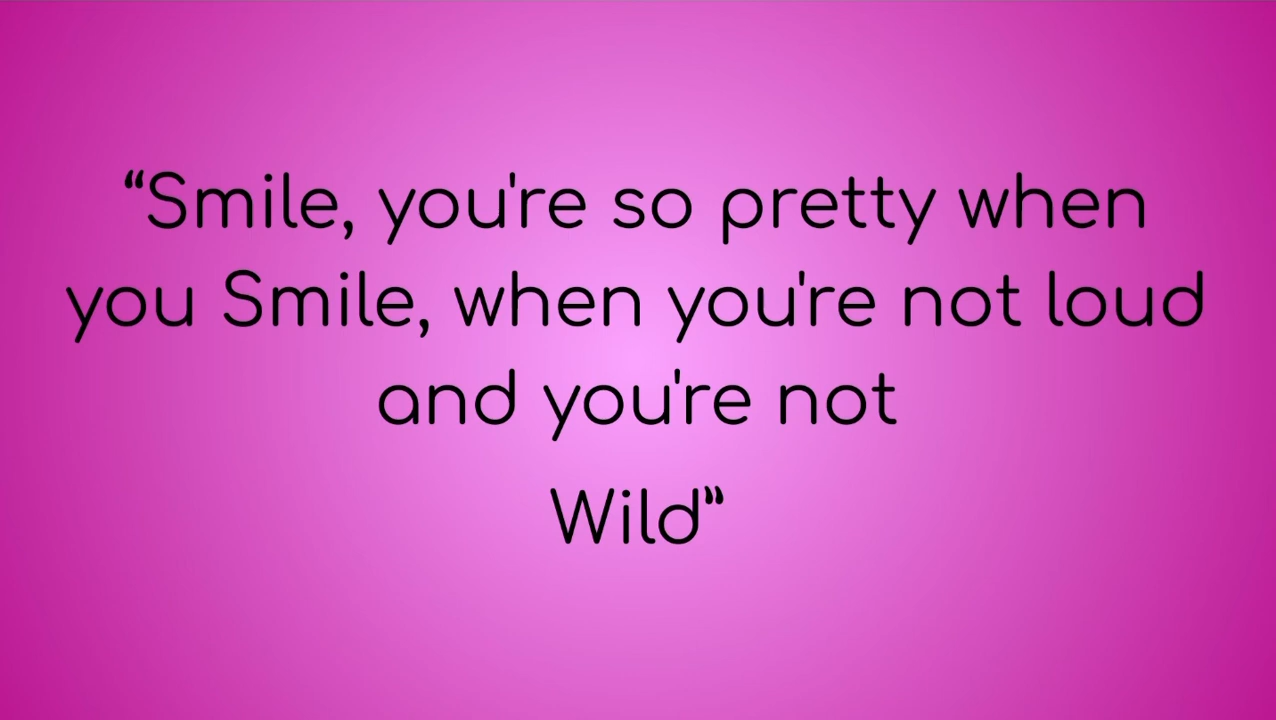 “Smile, you're so pretty when
you Smile, when you're not loud
and you're not
Wild”